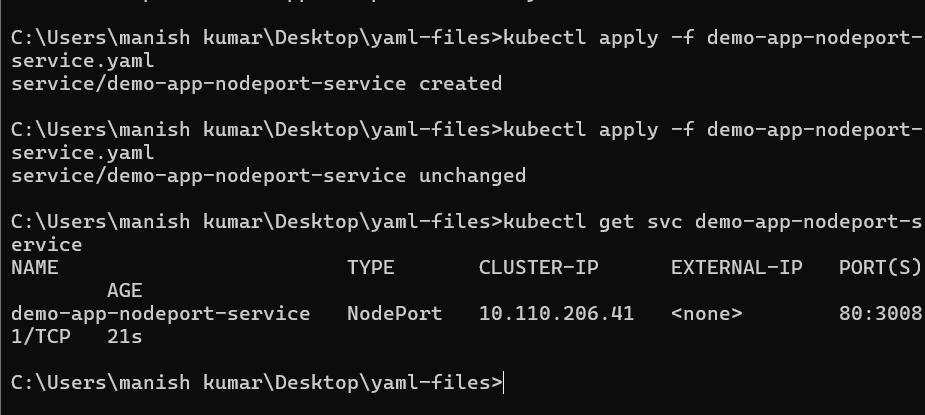 C:\Users\manish kumar\Desktop\yaml-files>kubectl apply -f demo-app-nodeport-
service.yaml
service/demo-app-nodeport-service created
C:\Users\manish kumar\Desktop\yaml-files>kubectl apply -f demo-app-nodeport-
service.yaml
service/demo-app-nodeport-service unchanged
C:\Users\manish kumar\Desktop\yaml-files>kubectl get svc demo-app-nodeport-s
ervice
NAME                        TYPE       CLUSTER-IP      EXTERNAL-IP   PORT(S)
        AGE
demo-app-nodeport-service   NodePort   10.110.206.41   <none>        80:3008
1/TCP   21s
C:\Users\manish kumar\Desktop\yaml-files>